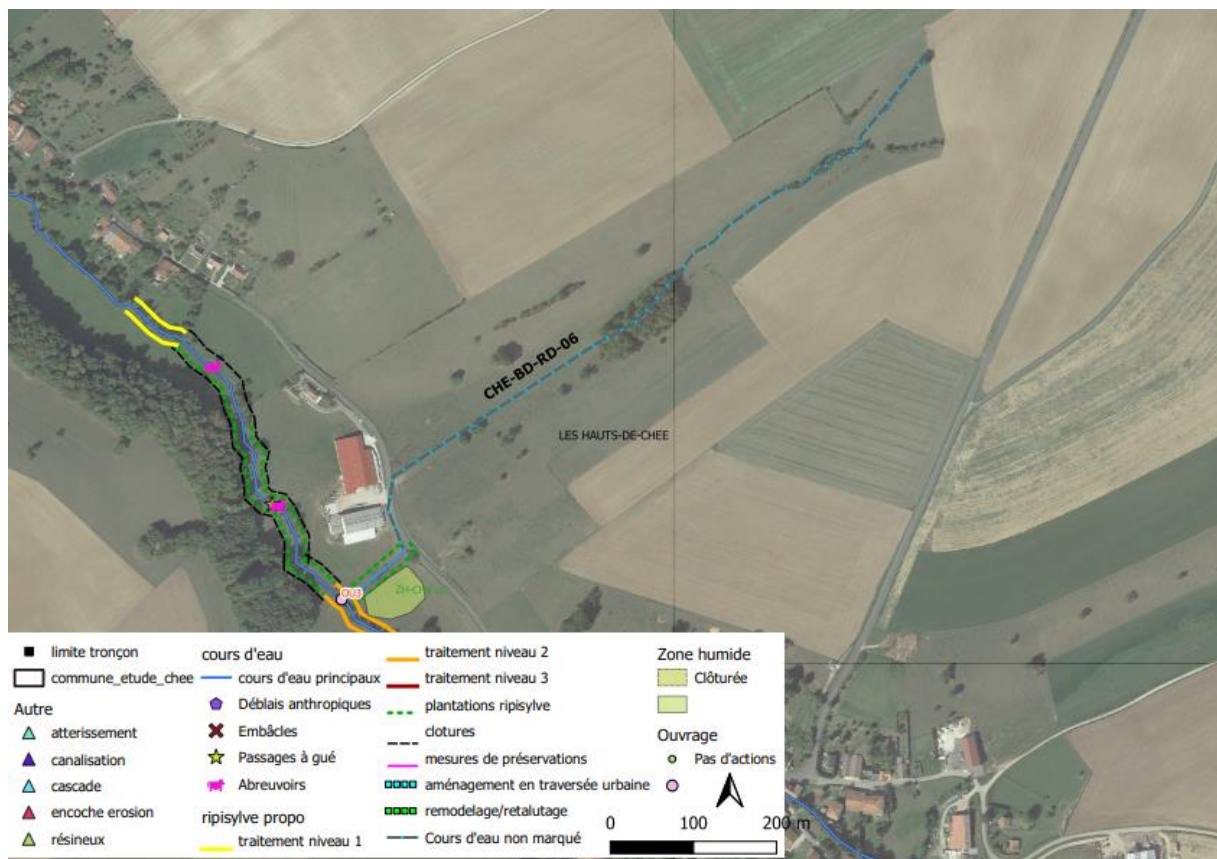 CHE-BD-RD-06
LES HAUTS-DE-CHEE
OU3
limite tronçon
commune_etude_chee
Autre
atterissement
canalisation
cascade
encoche erosion
résineux
cours d'eau
cours d'eau principaux
Déblais anthropiques
Embâcles
Passages à gué
Abreuvoirs
ripisylve propo
traitement niveau 1
traitement niveau 2
traitement niveau 3
plantations ripisylve
clotures
mesures de préservations
aménagement en traversée urbaine
remodelage/retalutage
Cours d'eau non marqué
Zone humide
Clôturée
Ouvrage
Pas d'actions
0 100 200 m